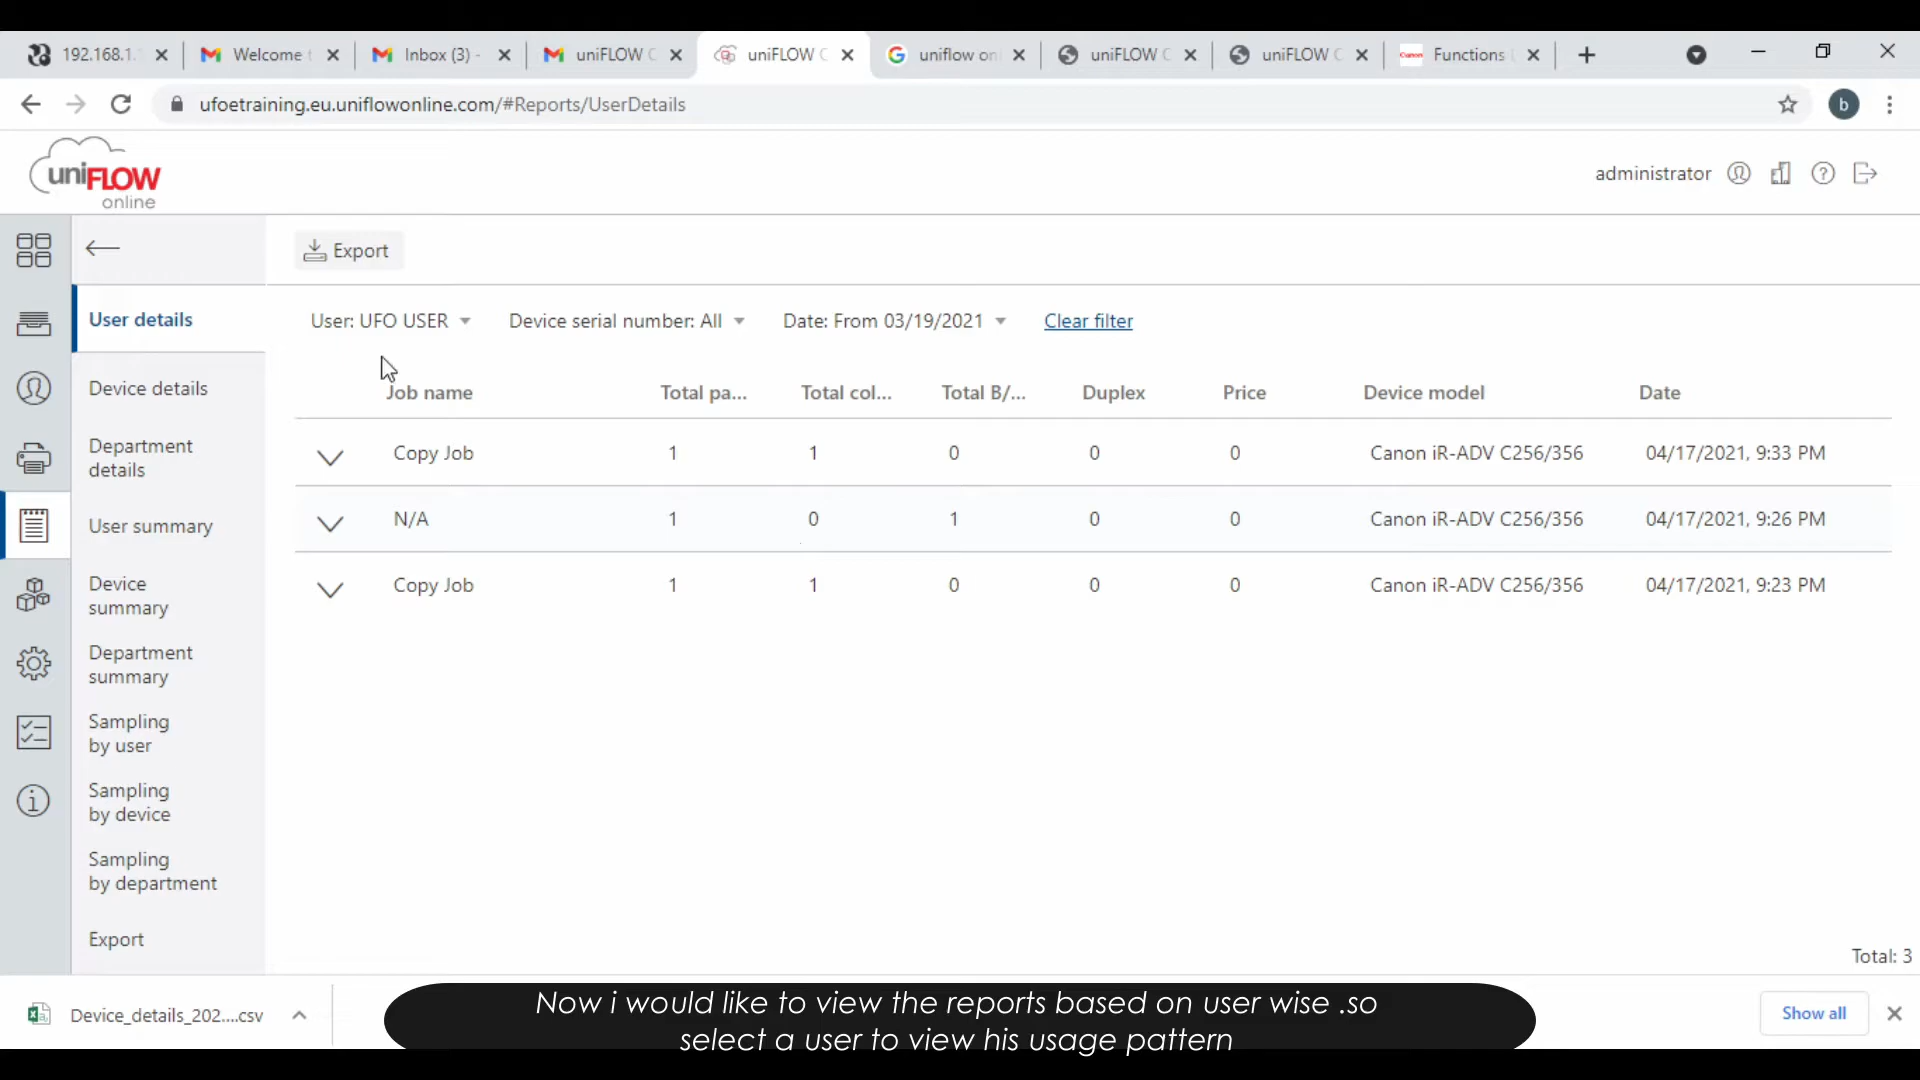 192.168.1.
Welcome t
Inbox (3) -
uniFLOW C
uniFLOW C
uniflow on
uniFLOW C
uniFLOW C
Canon
Functions
ufoetraining.eu.uniflowonline.com/#Reports/UserDetails
b
uniFLOW
online
administrator
Export
User details
User: UFO USER
Device serial number: All
Date: From 03/19/2021
Clear filter
Job name Total pa... Total col... Total B/... Duplex Price Device model Date
Copy Job 1 1 0 0 0 Canon iR-ADV C256/356 04/17/2021, 9:33 PM
N/A 1 0 1 0 0 Canon iR-ADV C256/356 04/17/2021, 9:26 PM
Copy Job 1 1 0 0 0 Canon iR-ADV C256/356 04/17/2021, 9:23 PM
Device details
Department
details
User summary
Device
summary
Department
summary
Sampling
by user
Sampling
by device
Sampling
by department
Export
Total: 3
Device_details_202....csv
Now i would like to view the reports based on user wise .so
select a user to view his usage pattern
Show all